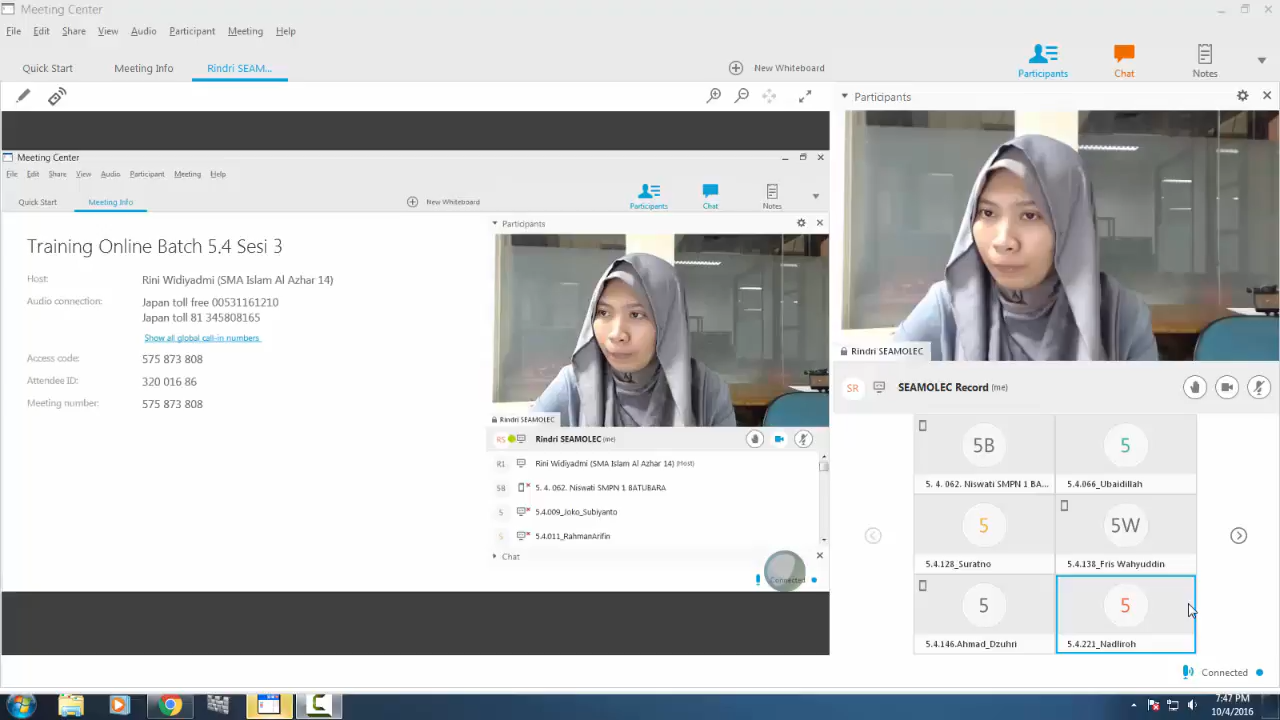 Meeting Center
File Edit Share View Audio Participant Meeting Help
Quick Start Meeting Info Rindri SEAM... New Whiteboard
Participants Chat Notes
Meeting Center
File Edit Share View Audio Participant Meeting Help
Quick Start Meeting Info New Whiteboard
Participants Chat Notes
Training Online Batch 5.4 Sesi 3
Host: Rini Widiyadmi (SMA Islam Al Azhar 14)
Audio connection: Japan toll free 00531161210
Japan toll 81 345808165
Show all global call-in numbers
Access code: 575 873 808
Attendee ID: 320 016 86
Meeting number: 575 873 808
Participants
Rindri SEAMOLEC
RS Rindri SEAMOLEC (me)
R1 Rini Widiyadmi (SMA Islam Al Azhar 14) (Host)
5B 5. 4. 062. Niswati SMPN 1 BATUBARA
5 5.4.009_Joko_Subiyanto
5 5.4.011_RahmanArifin
Chat
Connected
Participants
Rindri SEAMOLEC
SR SEAMOLEC Record (me)
5B 5
5. 4. 062. Niswati SMPN 1 BA... 5.4.066_Ubaidillah
5 5W
5.4.128_Suratno 5.4.138_Fris Wahyuddin
5 5
5.4.146.Ahmad_Dzuhri 5.4.221_Nadliroh
Connected
7:47 PM
10/4/2016